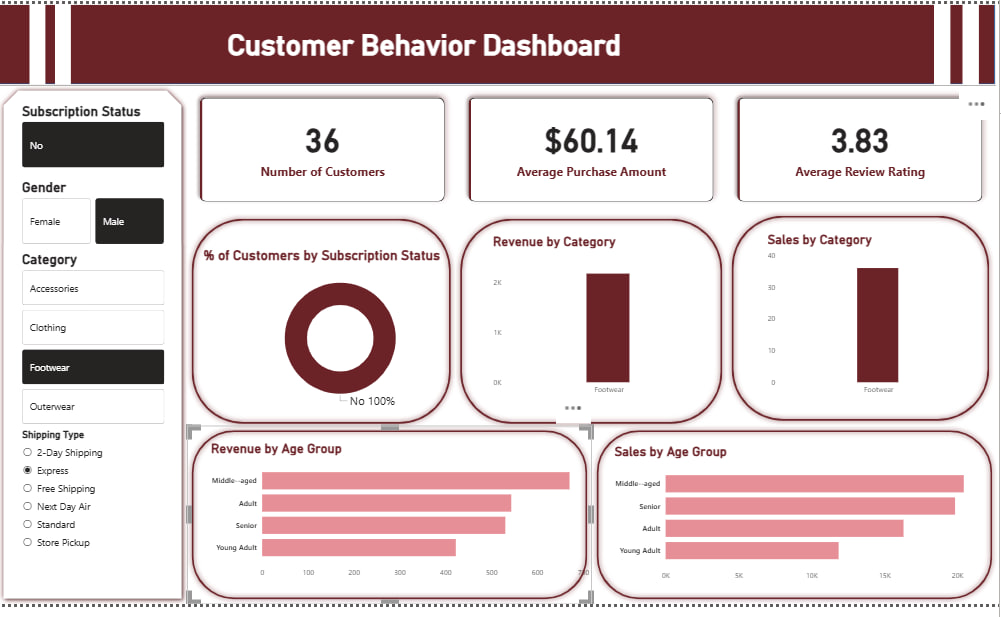 Customer Behavior Dashboard
Subscription Status
No
Gender
Female
Male
Category
Accessories
Clothing
Footwear
Outerwear
Shipping Type
2-Day Shipping
Express
Free Shipping
Next Day Air
Standard
Store Pickup
36
Number of Customers
$60.14
Average Purchase Amount
3.83
Average Review Rating
% of Customers by Subscription Status
No 100%
Revenue by Category
2K
1K
0K
Footwear
Sales by Category
40
30
20
10
0
Footwear
Revenue by Age Group
Middle-aged
Adult
Senior
Young Adult
0 100 200 300 400 500 600 700
Sales by Age Group
Middle-aged
Senior
Adult
Young Adult
0K 5K 10K 15K 20K